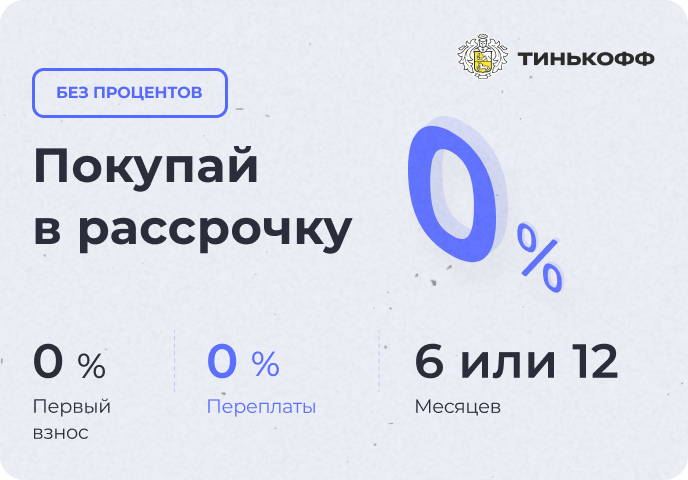 ТИНЬКОФФ
БЕЗ ПРОЦЕНТОВ
Покупай
в рассрочку
0 %
0 %
Первый
взнос
0 %
Переплаты
6 или 12
Месяцев